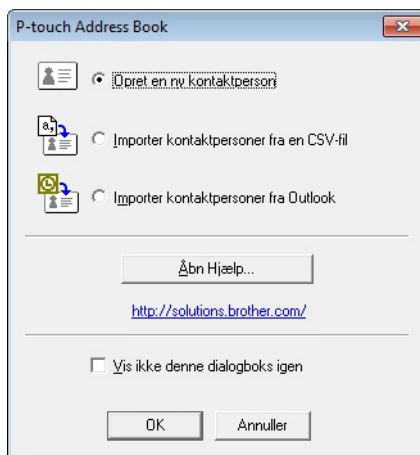 P-touch Address Book
Opret en ny kontaktperson
a,
Importer kontaktpersoner fra en CSV-fil
Importer kontaktpersoner fra Outlook
Åbn Hjælp...
http://solutions.brother.com/
Vis ikke denne dialogboks igen
OK Annuller